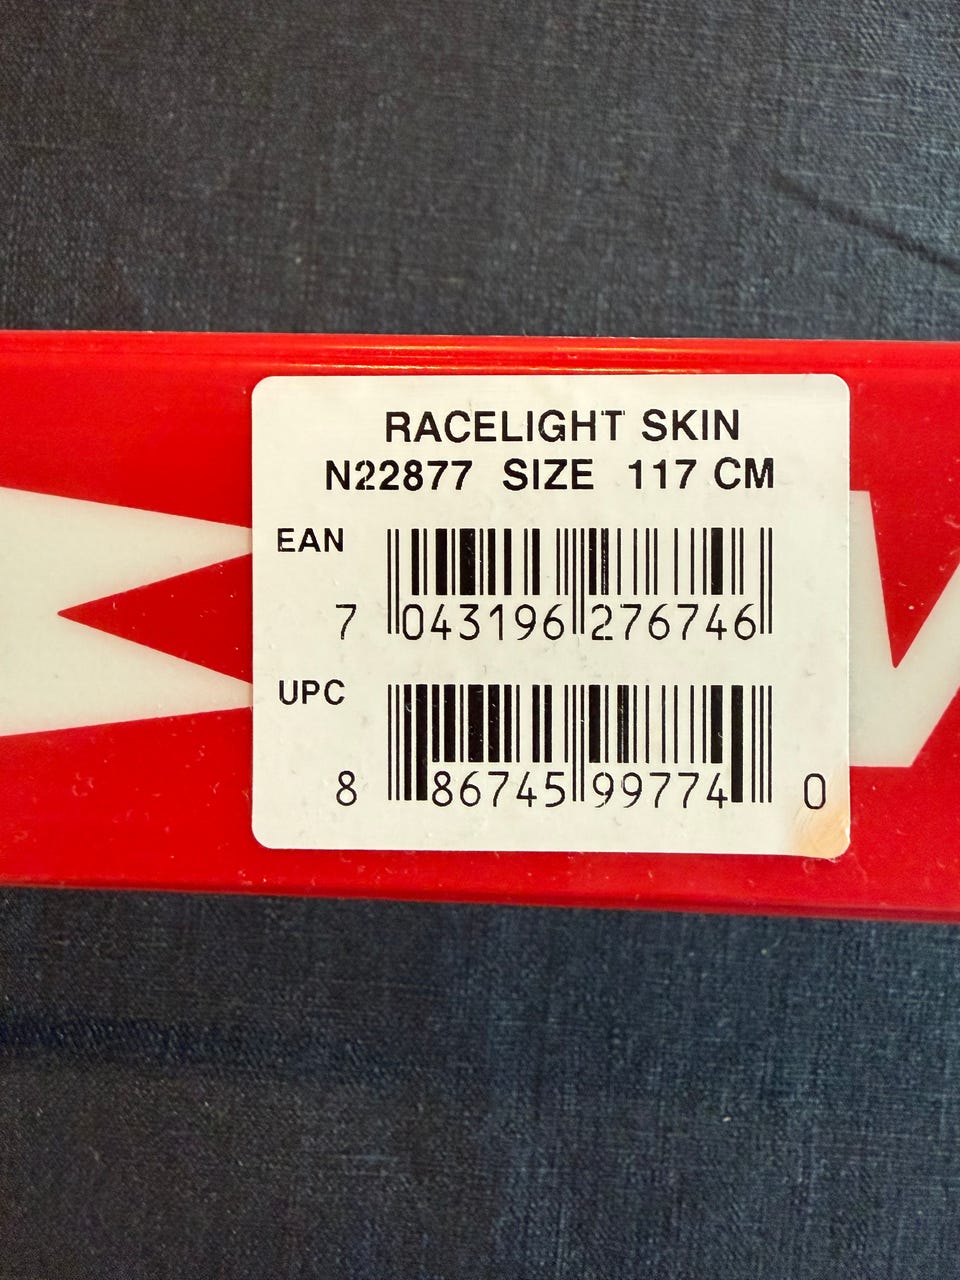 RACELIGHT SKIN
N22877 SIZE 117 CM
EAN
7 043196 276746
UPC
8 86745 99774 0